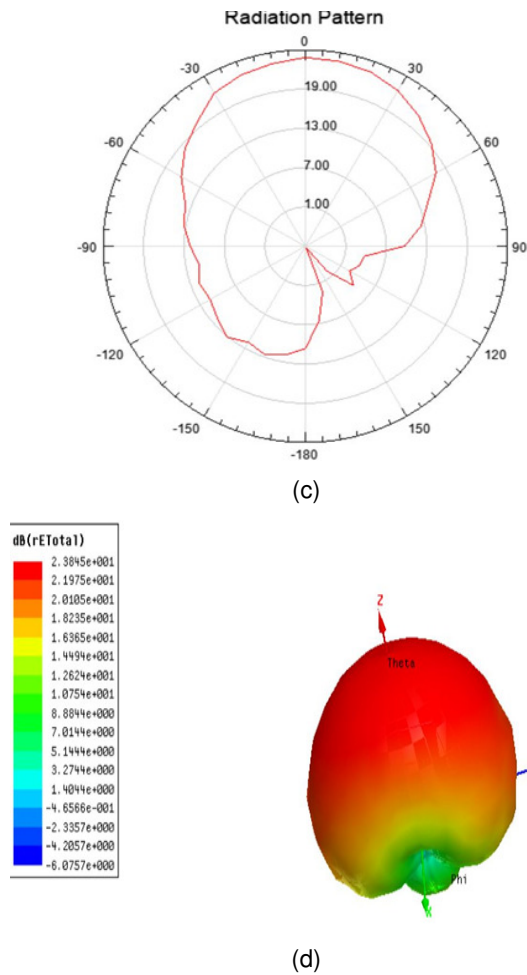 Radiation Pattern
0
-30 30
19.00
13.00
-60 60
7.00
1.00
-90 90
-120 120
-150 150
-180
(c)
dB(rETotal)
2.3845e+001
2.1975e+001
2.0105e+001
1.8235e+001
1.6365e+001
1.4494e+001
1.2624e+001
1.0754e+001
8.8844e+000
7.0144e+000
5.1444e+000
3.2744e+000
1.4044e+000
-4.6566e-001
-2.3357e+000
-4.2057e+000
-6.0757e+000
Z
Theta
Phi
(d)